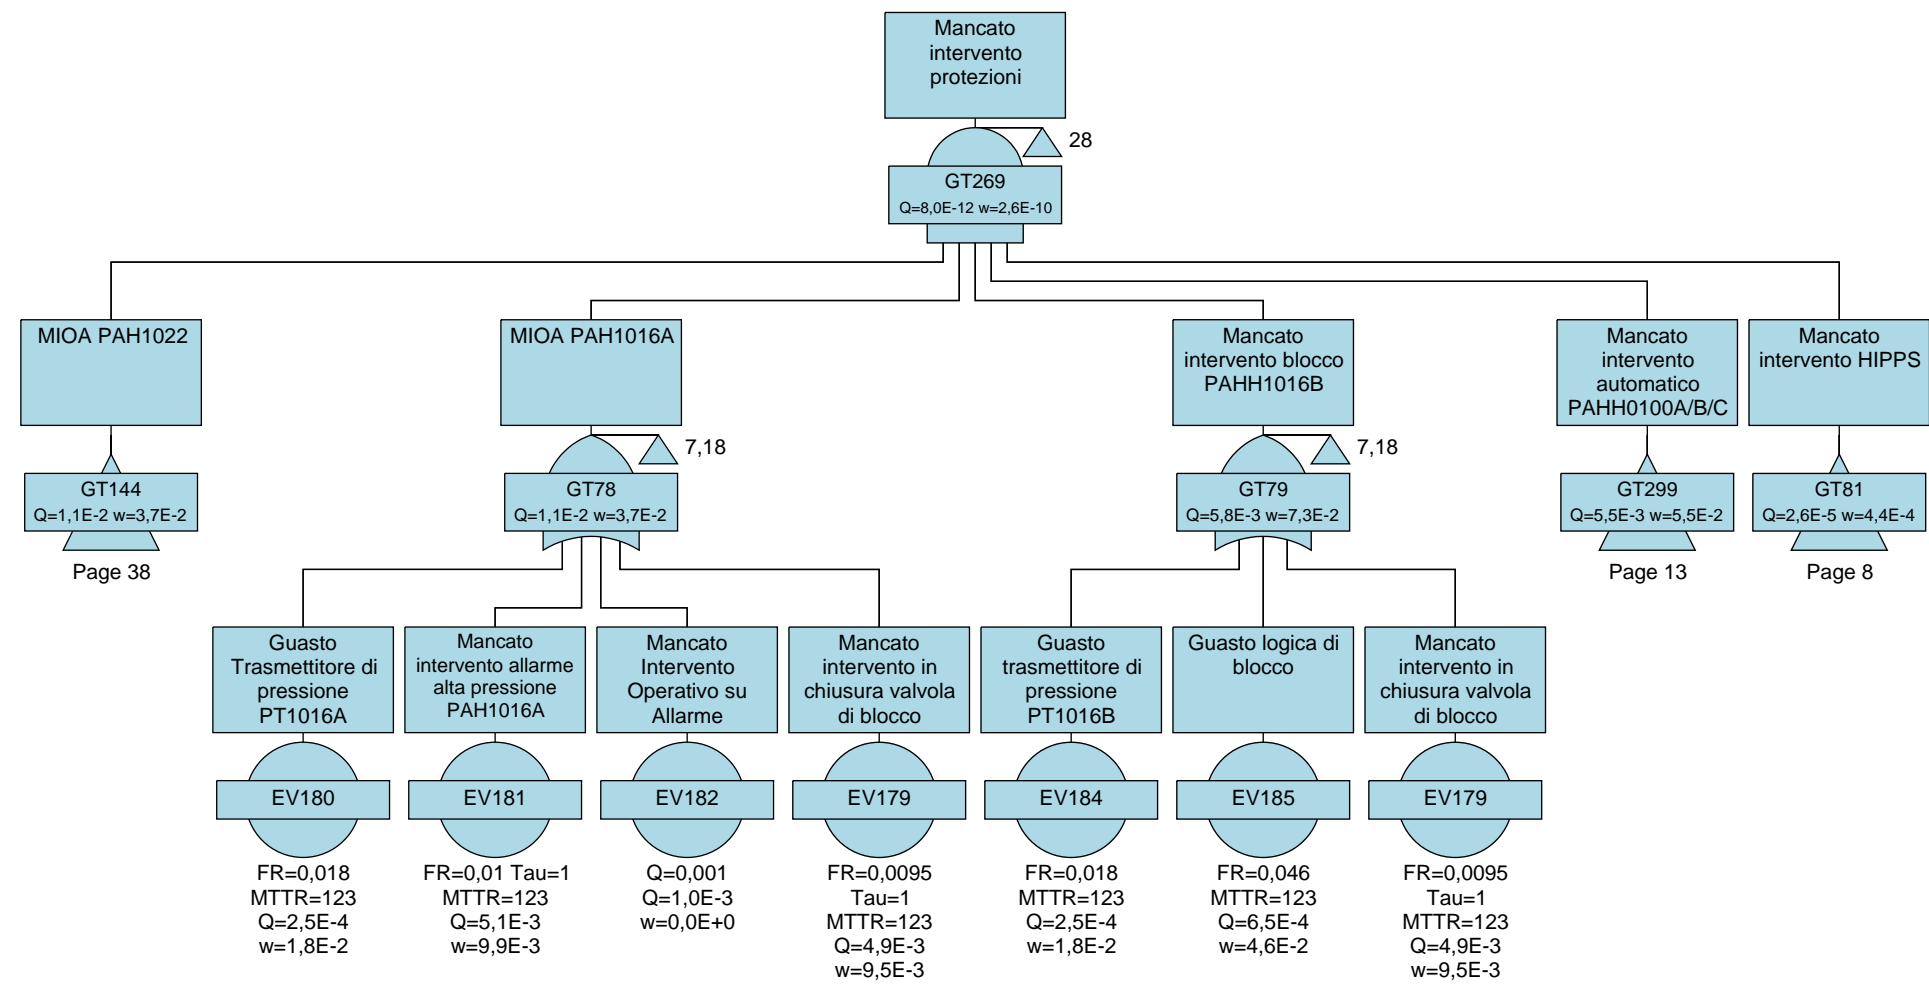 Mancato
intervento
protezioni
28
GT269
Q=8,0E-12 w=2,6E-10
MIOA PAH1022
GT144
Q=1,1E-2 w=3,7E-2
Page 38
MIOA PAH1016A
7,18
GT78
Q=1,1E-2 w=3,7E-2
Mancato
intervento blocco
PAHH1016B
7,18
GT79
Q=5,8E-3 w=7,3E-2
Mancato
intervento
automatico
PAHH0100A/B/C
GT299
Q=5,5E-3 w=5,5E-2
Page 13
Mancato
intervento HIPPS
GT81
Q=2,6E-5 w=4,4E-4
Page 8
Guasto
Trasmettitore di
pressione
PT1016A
EV180
FR=0,018
MTTR=123
Q=2,5E-4
w=1,8E-2
Mancato
intervento allarme
alta pressione
PAH1016A
EV181
FR=0,01 Tau=1
MTTR=123
Q=5,1E-3
w=9,9E-3
Mancato
Intervento
Operativo su
Allarme
EV182
Q=0,001
Q=1,0E-3
w=0,0E+0
Mancato
intervento in
chiusura valvola
di blocco
EV179
FR=0,0095
Tau=1
MTTR=123
Q=4,9E-3
w=9,5E-3
Guasto
trasmettitore di
pressione
PT1016B
EV184
FR=0,018
MTTR=123
Q=2,5E-4
w=1,8E-2
Guasto logica di
blocco
EV185
FR=0,046
MTTR=123
Q=6,5E-4
w=4,6E-2
Mancato
intervento in
chiusura valvola
di blocco
EV179
FR=0,0095
Tau=1
MTTR=123
Q=4,9E-3
w=9,5E-3